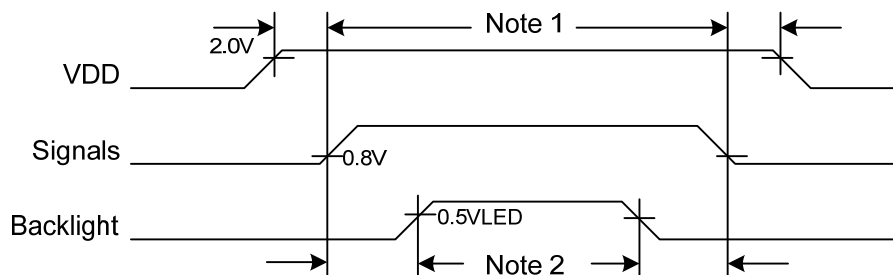 Note 1
2.0V
VDD
Signals
0.8V
Backlight
0.5VLED
Note 2